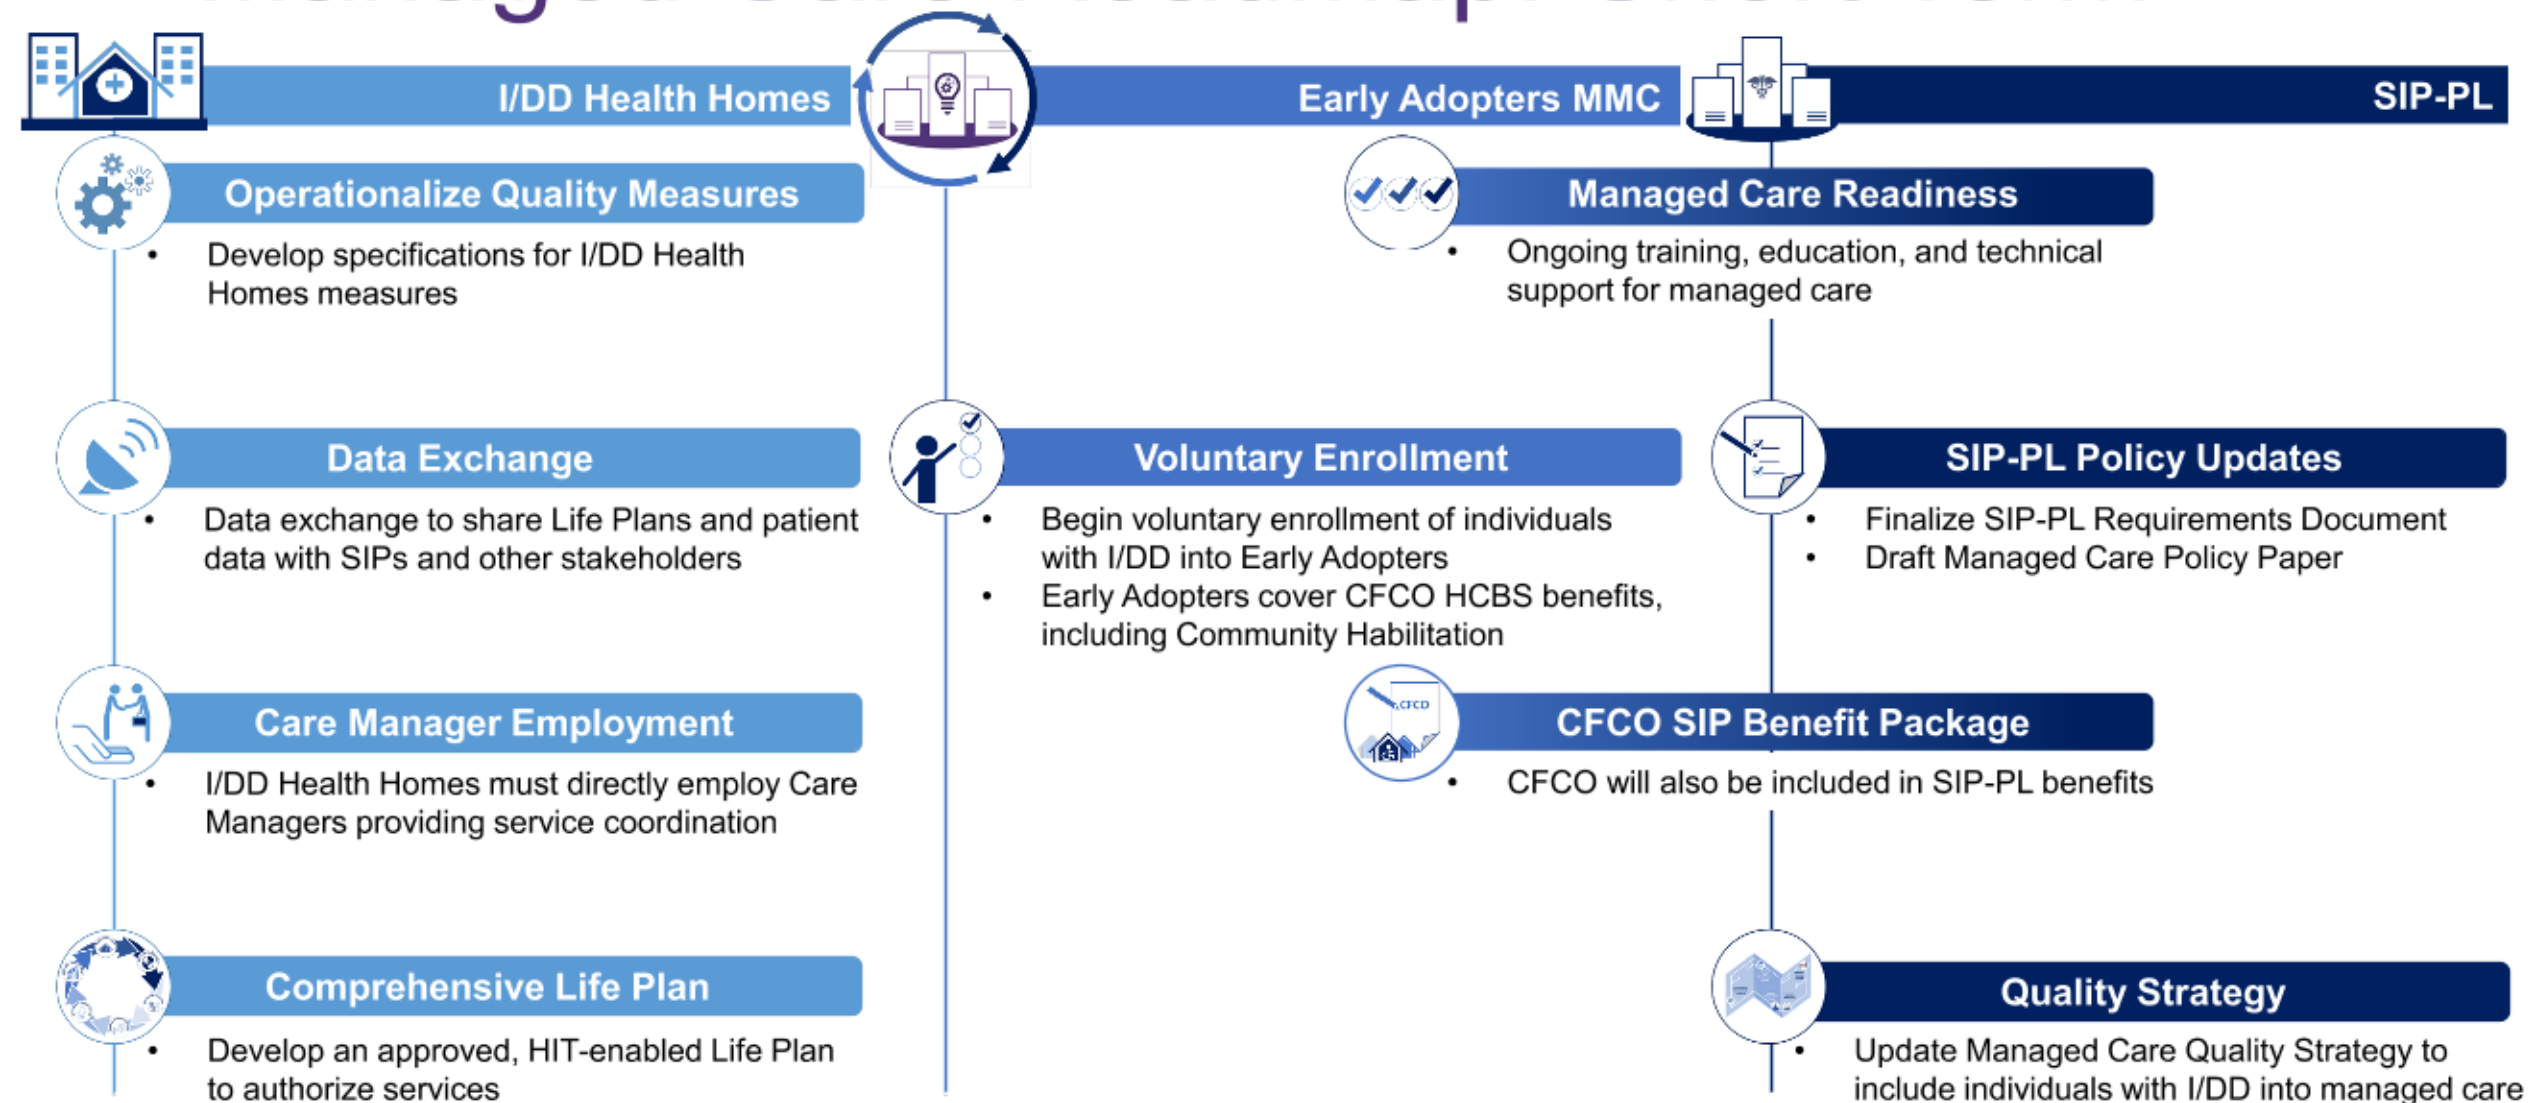 I/DD Health Homes
Early Adopters MMC
SIP-PL
Operationalize Quality Measures
• Develop specifications for I/DD Health
Homes measures
Managed Care Readiness
• Ongoing training, education, and technical
support for managed care
Data Exchange
• Data exchange to share Life Plans and patient
data with SIPs and other stakeholders
Voluntary Enrollment
• Begin voluntary enrollment of individuals
with I/DD into Early Adopters
• Early Adopters cover CFCO HCBS benefits,
including Community Habilitation
SIP-PL Policy Updates
• Finalize SIP-PL Requirements Document
• Draft Managed Care Policy Paper
Care Manager Employment
• I/DD Health Homes must directly employ Care
Managers providing service coordination
CFCO
CFCO SIP Benefit Package
• CFCO will also be included in SIP-PL benefits
Comprehensive Life Plan
• Develop an approved, HIT-enabled Life Plan
to authorize services
Quality Strategy
• Update Managed Care Quality Strategy to
include individuals with I/DD into managed care